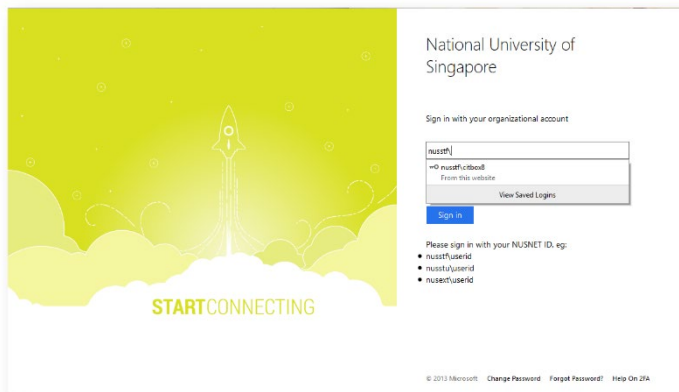 National University of
Singapore
Sign in with your organizational account
nusstf\
nusstf\citbox8
From this website
View Saved Logins
Sign in
Please sign in with your NUSNET ID. eg:
nusstf\userid
nusstu\userid
nusext\userid
STARTCONNECTING
© 2013 Microsoft Change Password Forgot Password? Help On 2FA